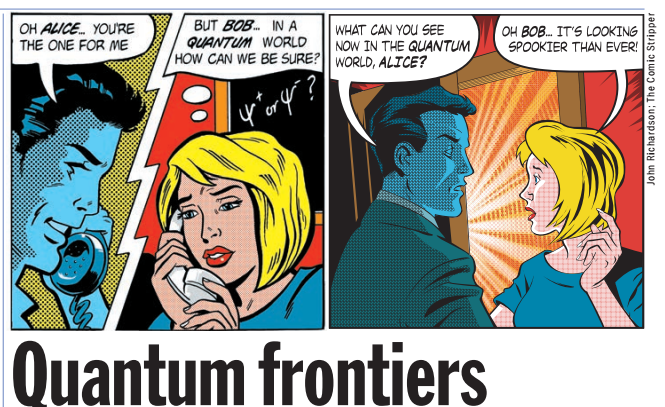 OH ALICE... YOU'RE
THE ONE FOR ME
BUT BOB... IN A
QUANTUM WORLD
HOW CAN WE BE SURE?
Ψ⁺ or Ψ⁻ ?
WHAT CAN YOU SEE
NOW IN THE QUANTUM
WORLD, ALICE?
OH BOB... IT'S LOOKING
SPOOKIER THAN EVER!
John Richardson; The Comic Stripper
Quantum frontiers